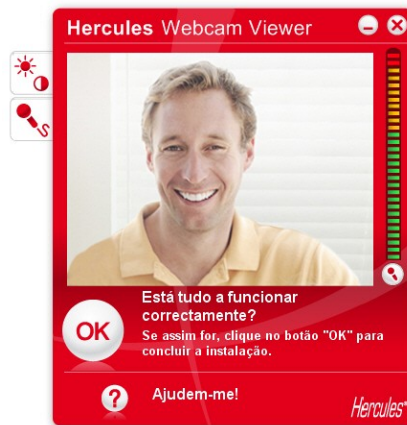 Hercules Webcam Viewer
Está tudo a funcionar
correctamente?
OK
Se assim for, clique no botão "OK" para
concluir a instalação.
? Ajudem-me!
Hercules